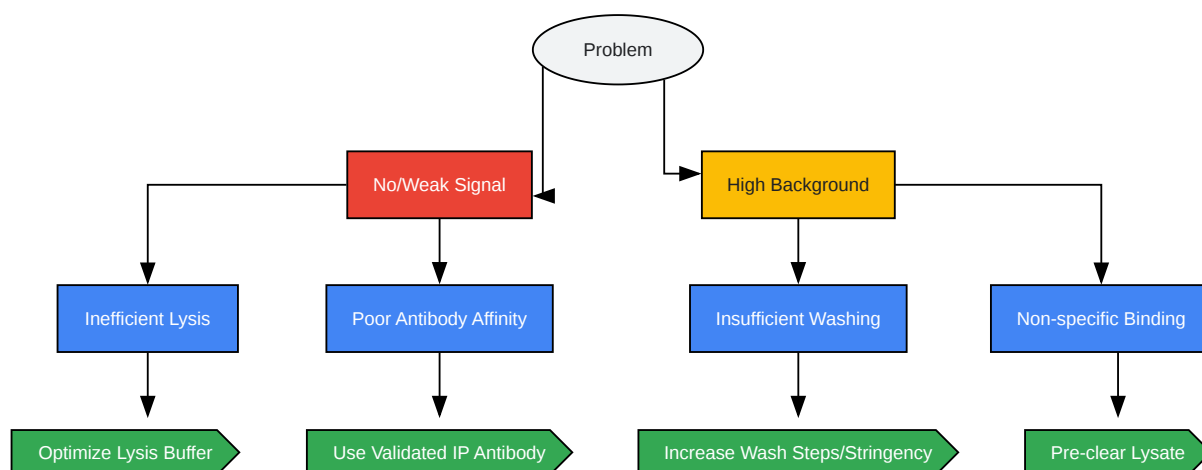 Problem
No/Weak Signal
High Background
Inefficient Lysis
Poor Antibody Affinity
Insufficient Washing
Non-specific Binding
Optimize Lysis Buffer
Use Validated IP Antibody
Increase Wash Steps/Stringency
Pre-clear Lysate